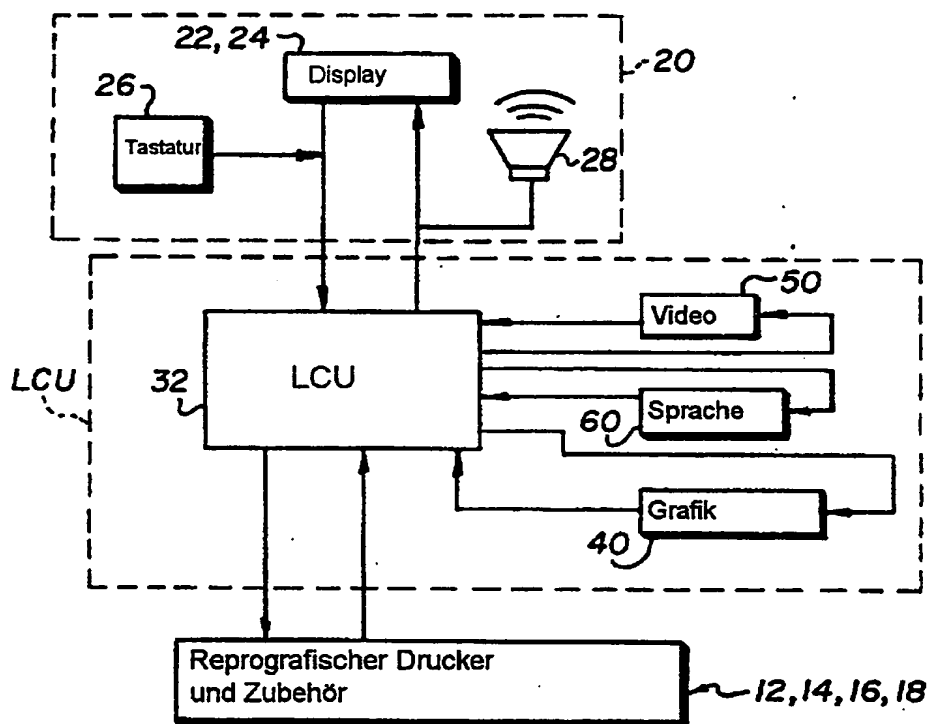 22, 24
Display
20
26
Tastatur
28
50
Video
LCU
32
LCU
Sprache
60
Grafik
40
Reprografischer Drucker
und Zubehör
12, 14, 16, 18